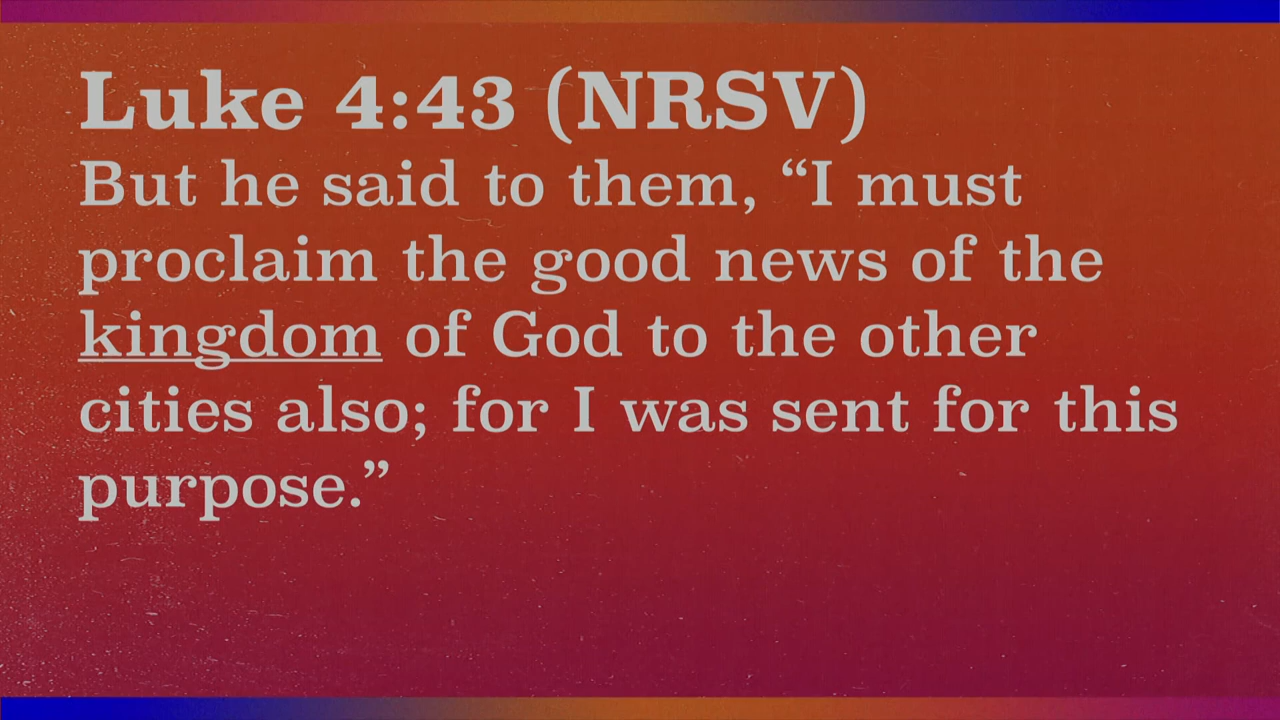 Luke 4:43 (NRSV)
But he said to them, “I must
proclaim the good news of the
kingdom of God to the other
cities also; for I was sent for this
purpose.”